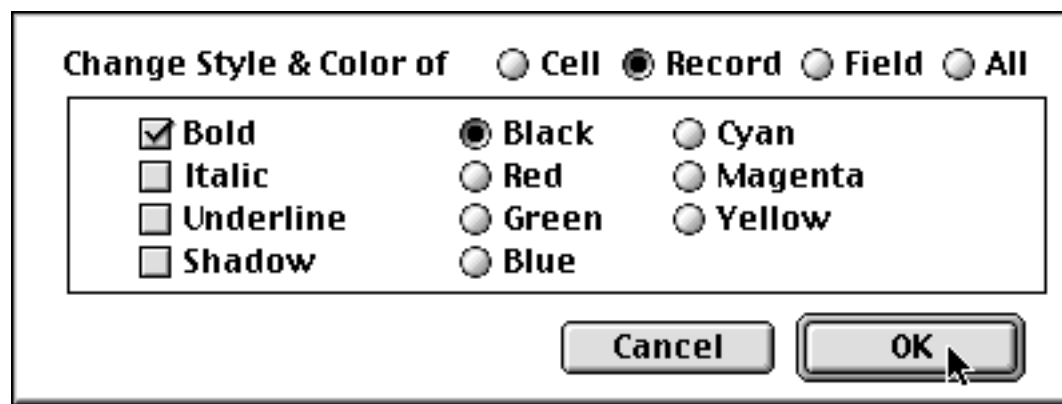 Change Style & Color of Cell Record Field All
Bold Black Cyan
Italic Red Magenta
Underline Green Yellow
Shadow Blue
Cancel OK